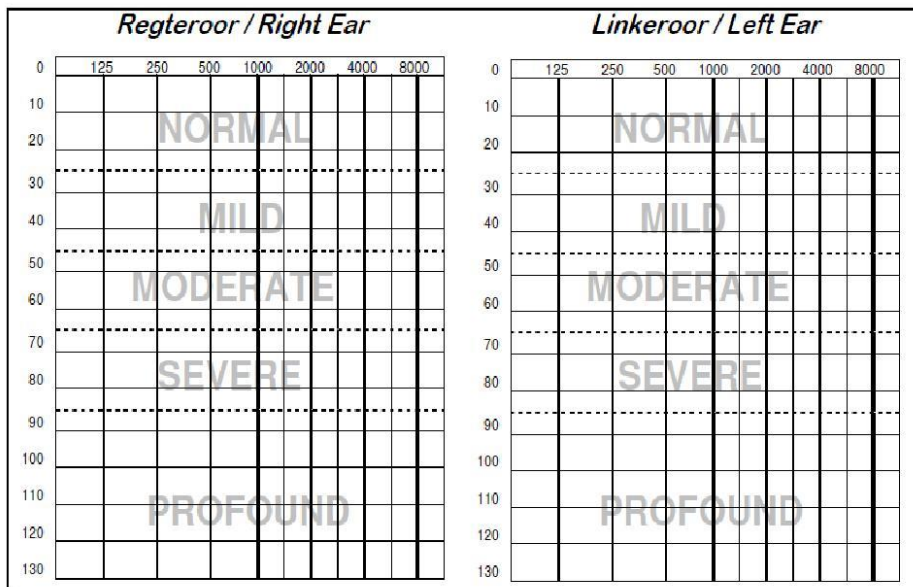 Regteroor / Right Ear
0 125 250 500 1000 2000 4000 8000
10
NORMAL
20
30
MILD
40
50
MODERATE
60
70
SEVERE
80
90
100
110
PROFOUND
120
130
Linkeroor / Left Ear
0 125 250 500 1000 2000 4000 8000
10
NORMAL
20
30
MILD
40
50
MODERATE
60
70
SEVERE
80
90
100
110
PROFOUND
120
130